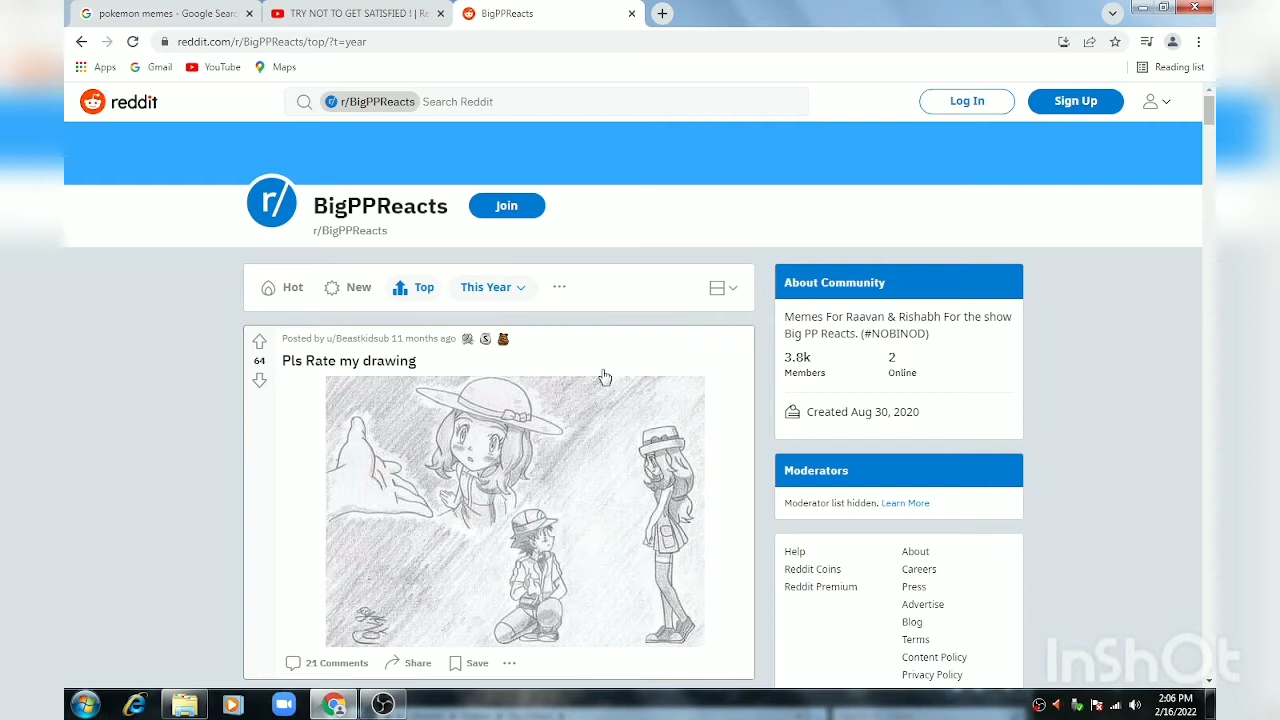 pokemon memes - Google Sear
TRY NOT TO GET SATISFIED ! | Re
BigPPReacts
reddit.com/r/BigPPReacts/top/?t=year
Apps
Gmail
YouTube
Maps
Reading list
reddit
r/BigPPReacts
Search Reddit
Log In
Sign Up
r/
BigPPReacts
Join
r/BigPPReacts
Hot
New
Top
This Year
About Community
Memes For Raavan & Rishabh For the show
Big PP Reacts. (#NOBINOD)
3.8k
Members
2
Online
Created Aug 30, 2020
Posted by u/Beastkidsub 11 months ago
64
Pls Rate my drawing
21 Comments
Share
Save
Moderators
Moderator list hidden. Learn More
Help
About
Reddit Coins
Careers
Reddit Premium
Press
Advertise
Blog
Terms
Content Policy
Privacy Policy
InShOt
2:06 PM
2/16/2022